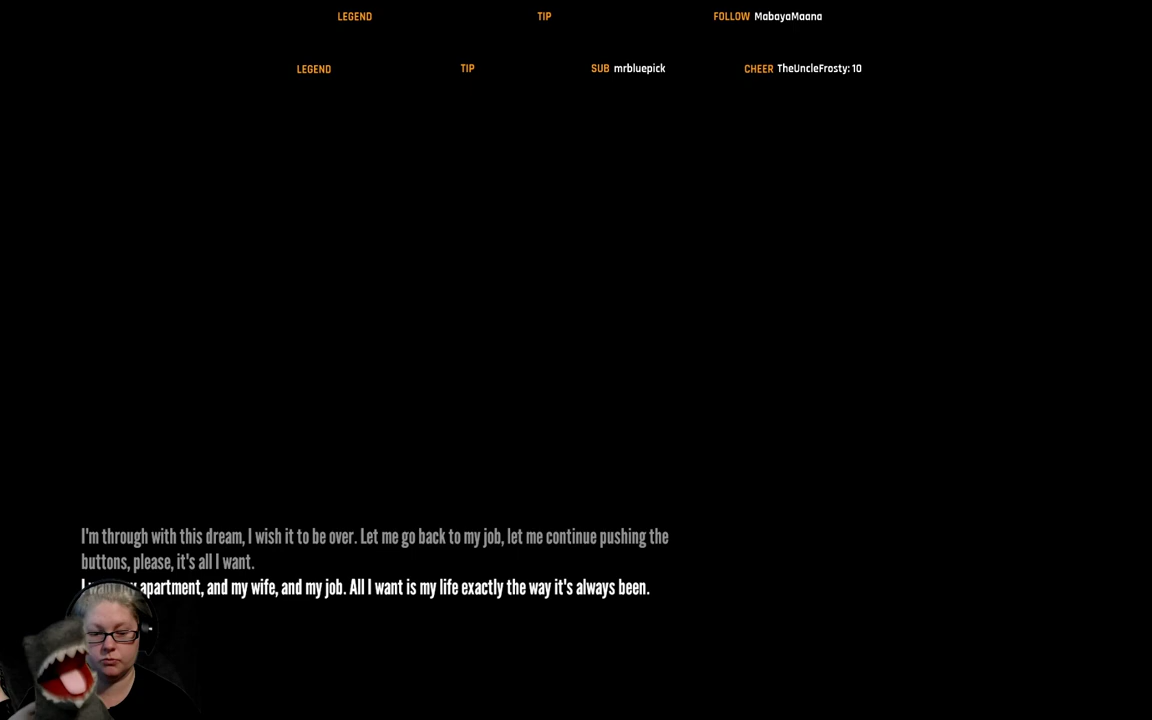 LEGEND TIP FOLLOW MabayaMaana
LEGEND TIP SUB mrbluepick CHEER TheUncleFrosty: 10
I'm through with this dream, I wish it to be over. Let me go back to my job, let me continue pushing the
buttons, please, it's all I want.
I want my apartment, and my wife, and my job. All I want is my life exactly the way it's always been.